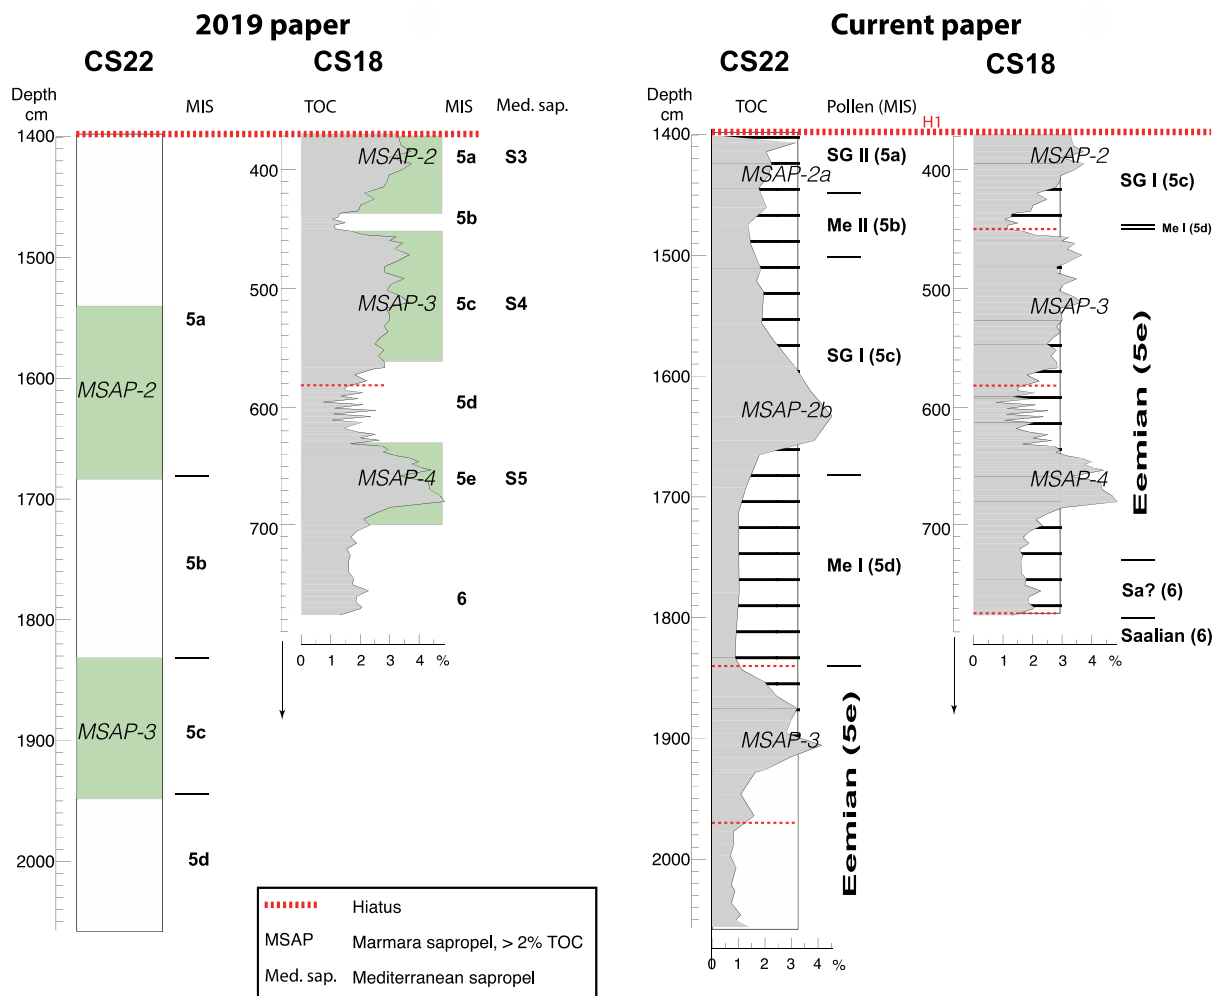 2019 paper
CS22
CS18
Depth
cm
MIS
TOC
MIS
Med. sap.
1400
1500
1600
1700
1800
1900
2000
MSAP-2
MSAP-3
5a
5b
5c
5d
400
500
600
700
MSAP-2
MSAP-3
MSAP-4
5a
5b
5c
5d
5e
6
S3
S4
S5
0 1 2 3 4 %
Hiatus
MSAP Marmara sapropel, > 2% TOC
Med. sap. Mediterranean sapropel
Current paper
CS22
CS18
Depth
cm
TOC
Pollen (MIS)
H1
1400
1500
1600
1700
1800
1900
2000
MSAP-2a
MSAP-2b
MSAP-3
SG II (5a)
Me II (5b)
SG I (5c)
Me I (5d)
Eemian (5e)
0 1 2 3 4 %
400
500
600
700
MSAP-2
MSAP-3
MSAP-4
SG I (5c)
Me I (5d)
Eemian (5e)
Sa? (6)
Saalian (6)
0 1 2 3 4 %